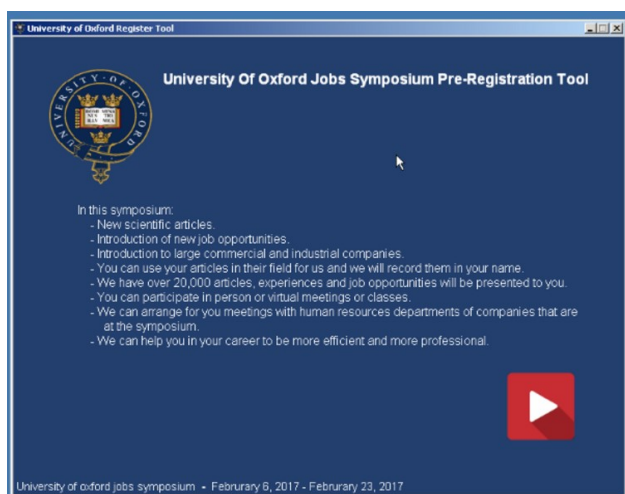 University of Oxford Register Tool
University Of Oxford Jobs Symposium Pre-Registration Tool
UNIVERSITY OF OXFORD
In this symposium:
- New scientific articles.
- Introduction of new job opportunities.
- Introduction to large commercial and industrial companies.
- You can use your articles in their field for us and we will record them in your name.
- We have over 20,000 articles, experiences and job opportunities will be presented to you.
- You can participate in person or virtual meetings or classes.
- We can arrange for you meetings with human resources departments of companies that are
at the symposium.
- We can help you in your career to be more efficient and more professional.
University of oxford jobs symposium - Februrary 6, 2017 - Februrary 23, 2017